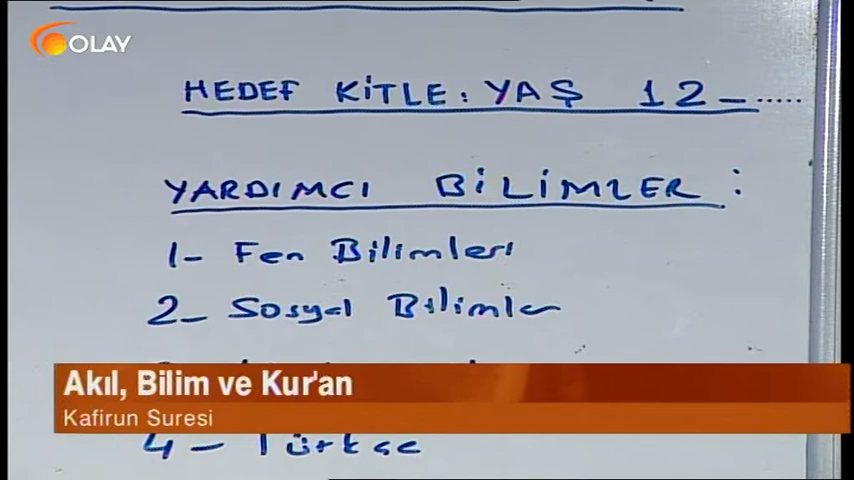 OLAY
HEDEF KİTLE: YAŞ 12-.....
YARDIMCI BİLİMLER:
1- Fen Bilimleri
2- Sosyal Bilimler
Akıl, Bilim ve Kur'an
Kafirun Suresi
4- Türkçe